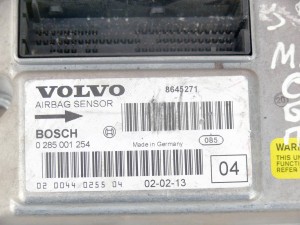 VOLVO
8645271
AIRBAG SENSOR
BOSCH
Made in Germany
0 285 001 254
085
04
02 0044 0255 04
02-02-13
WAR
THIS U
FUNCTI
REFER